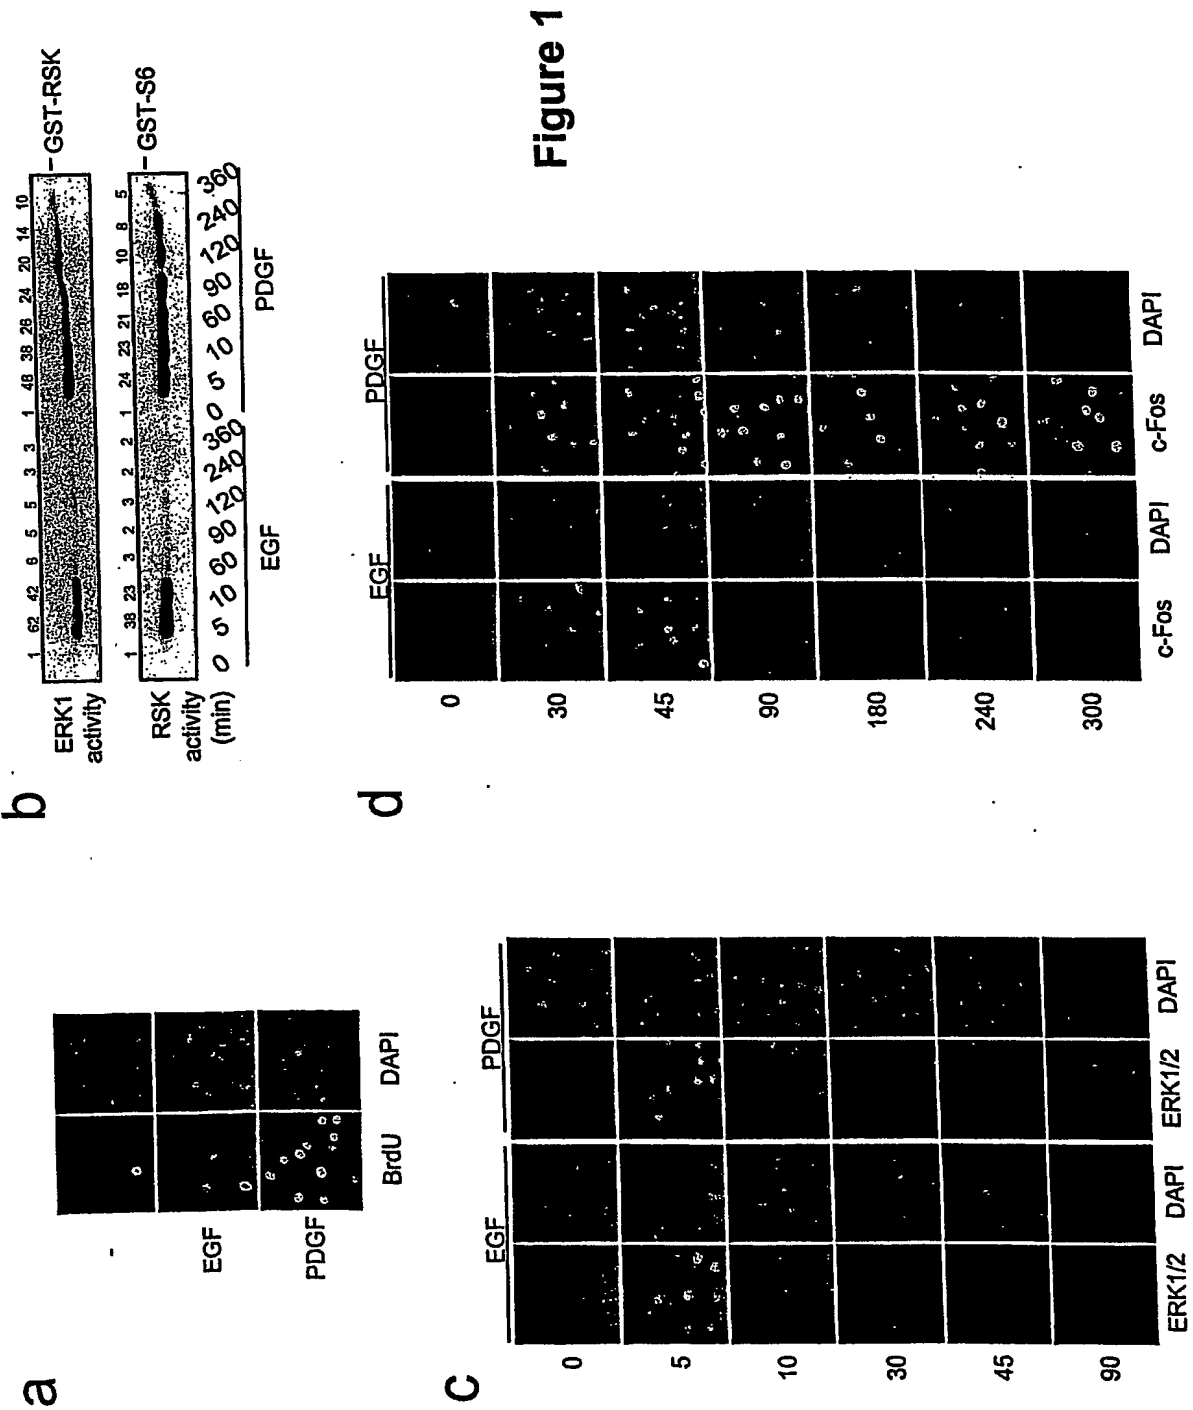 a
-
EGF
PDGF
BrdU DAPI
b
ERK1 activity
1 62 42 6 5 5 3 3 1 48 38 26 24 20 14 10
GST-RSK
RSK activity
1 38 23 3 2 3 2 2 1 24 23 21 18 10 8 5
GST-S6
(min)
0 5 10 60 90 120 240 360 0 5 10 60 90 120 240 360
EGF PDGF
c
EGF PDGF
0
5
10
30
45
90
ERK1/2 DAPI ERK1/2 DAPI
d
EGF PDGF
0
30
45
90
180
240
300
c-Fos DAPI c-Fos DAPI
Figure 1